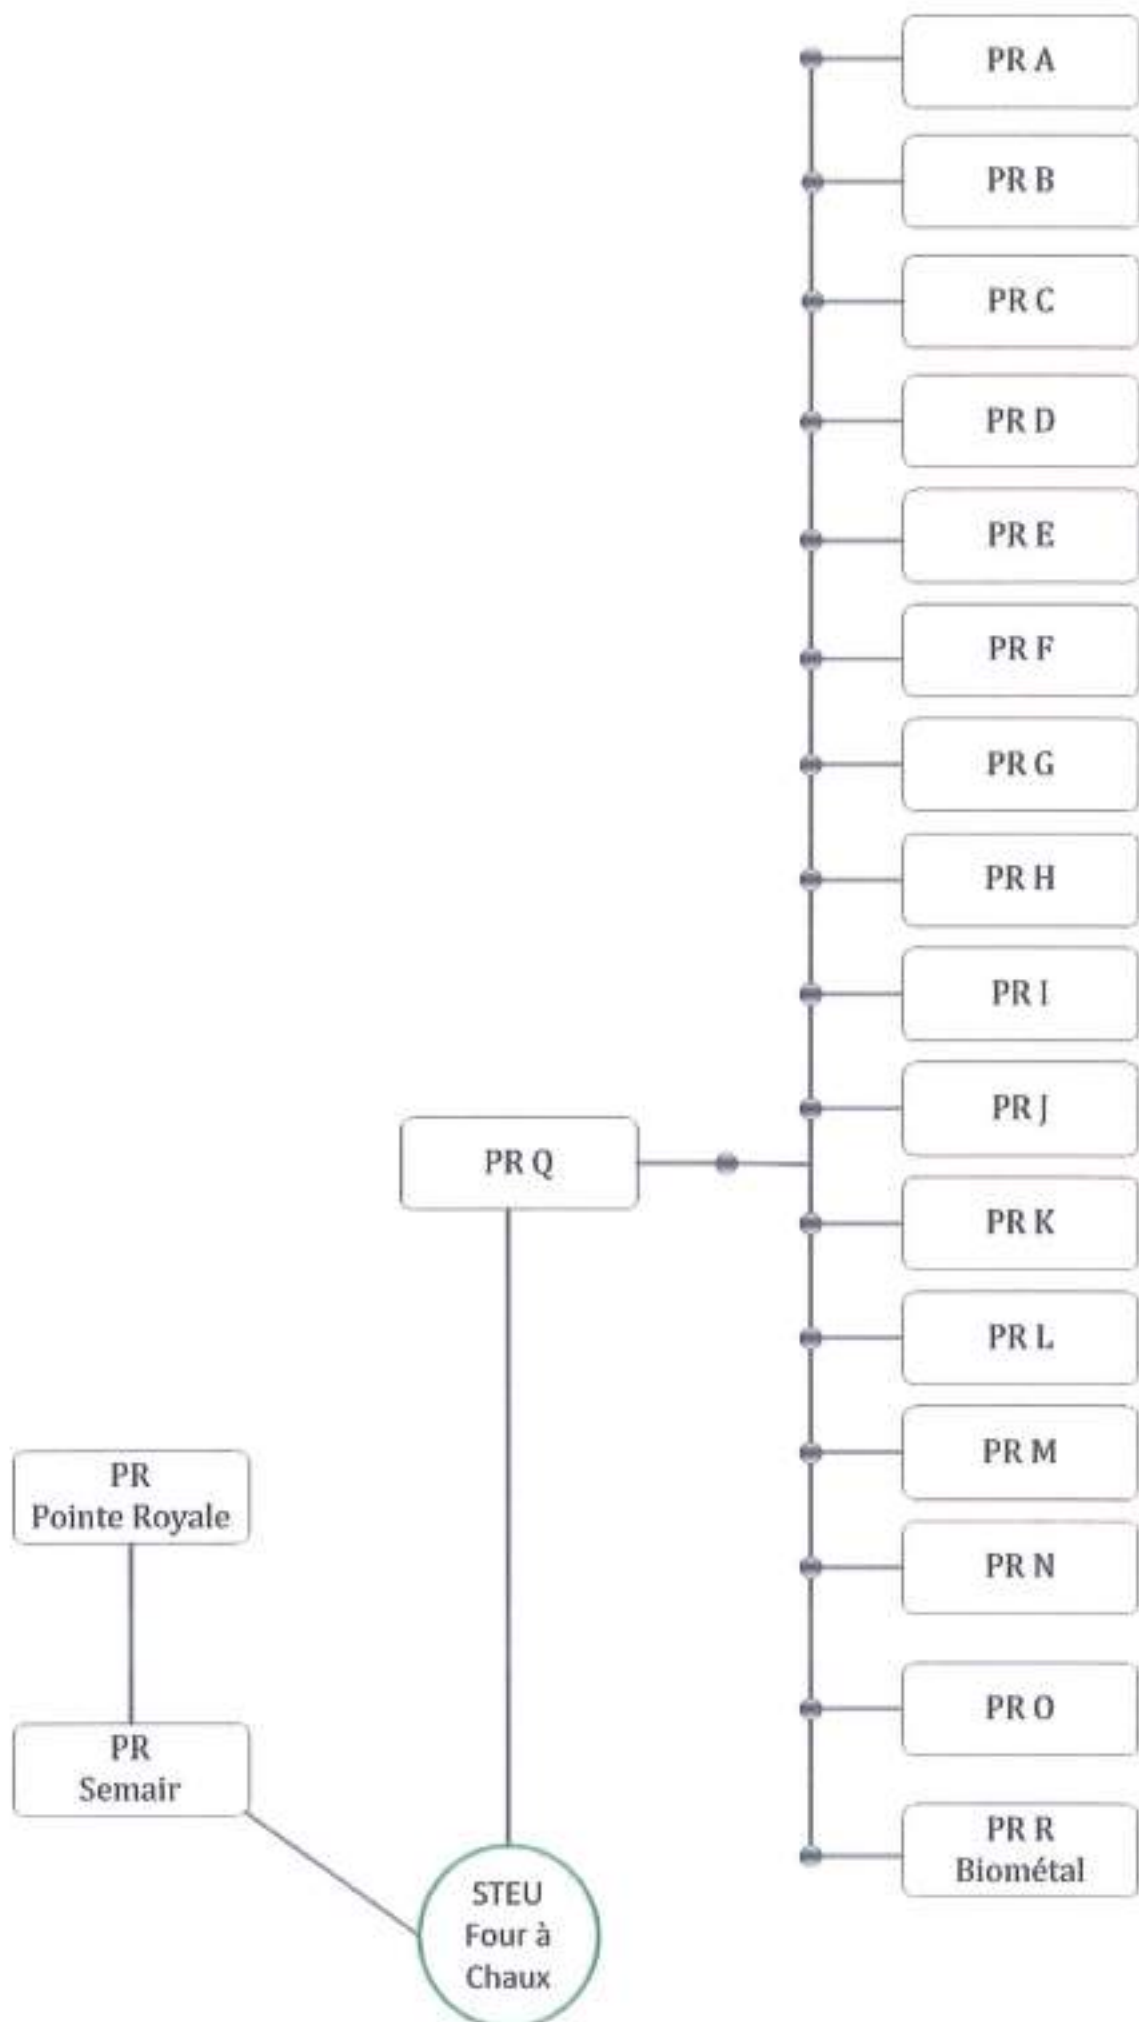 PR A
PR B
PR C
PR D
PR E
PR F
PR G
PR H
PR I
PR J
PR Q
PR K
PR L
PR M
PR
Pointe Royale
PR N
PR O
PR
Semair
PR R
Biométal
STEU
Four à
Chaux